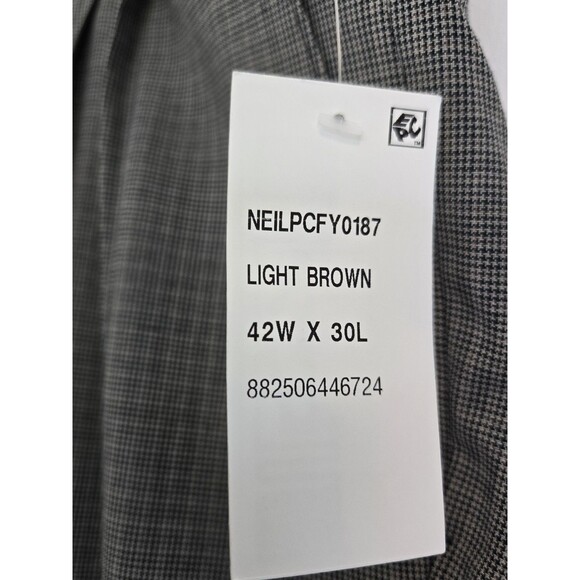 NEILPCFY0187
LIGHT BROWN
42W X 30L
882506446724